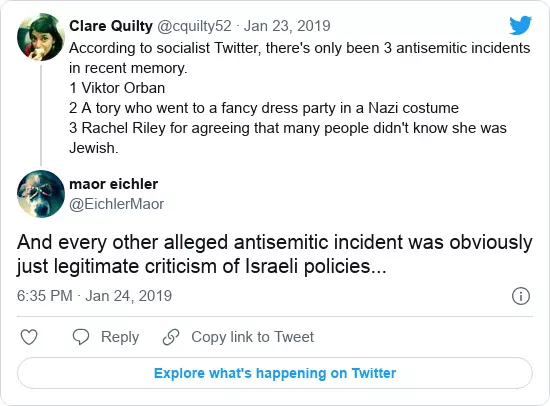 Clare Quilty @cquilty52 · Jan 23, 2019
According to socialist Twitter, there's only been 3 antisemitic incidents
in recent memory.
1 Viktor Orban
2 A tory who went to a fancy dress party in a Nazi costume
3 Rachel Riley for agreeing that many people didn't know she was
Jewish.
maor eichler
@EichlerMaor
And every other alleged antisemitic incident was obviously
just legitimate criticism of Israeli policies...
6:35 PM · Jan 24, 2019
Reply Copy link to Tweet
Explore what's happening on Twitter